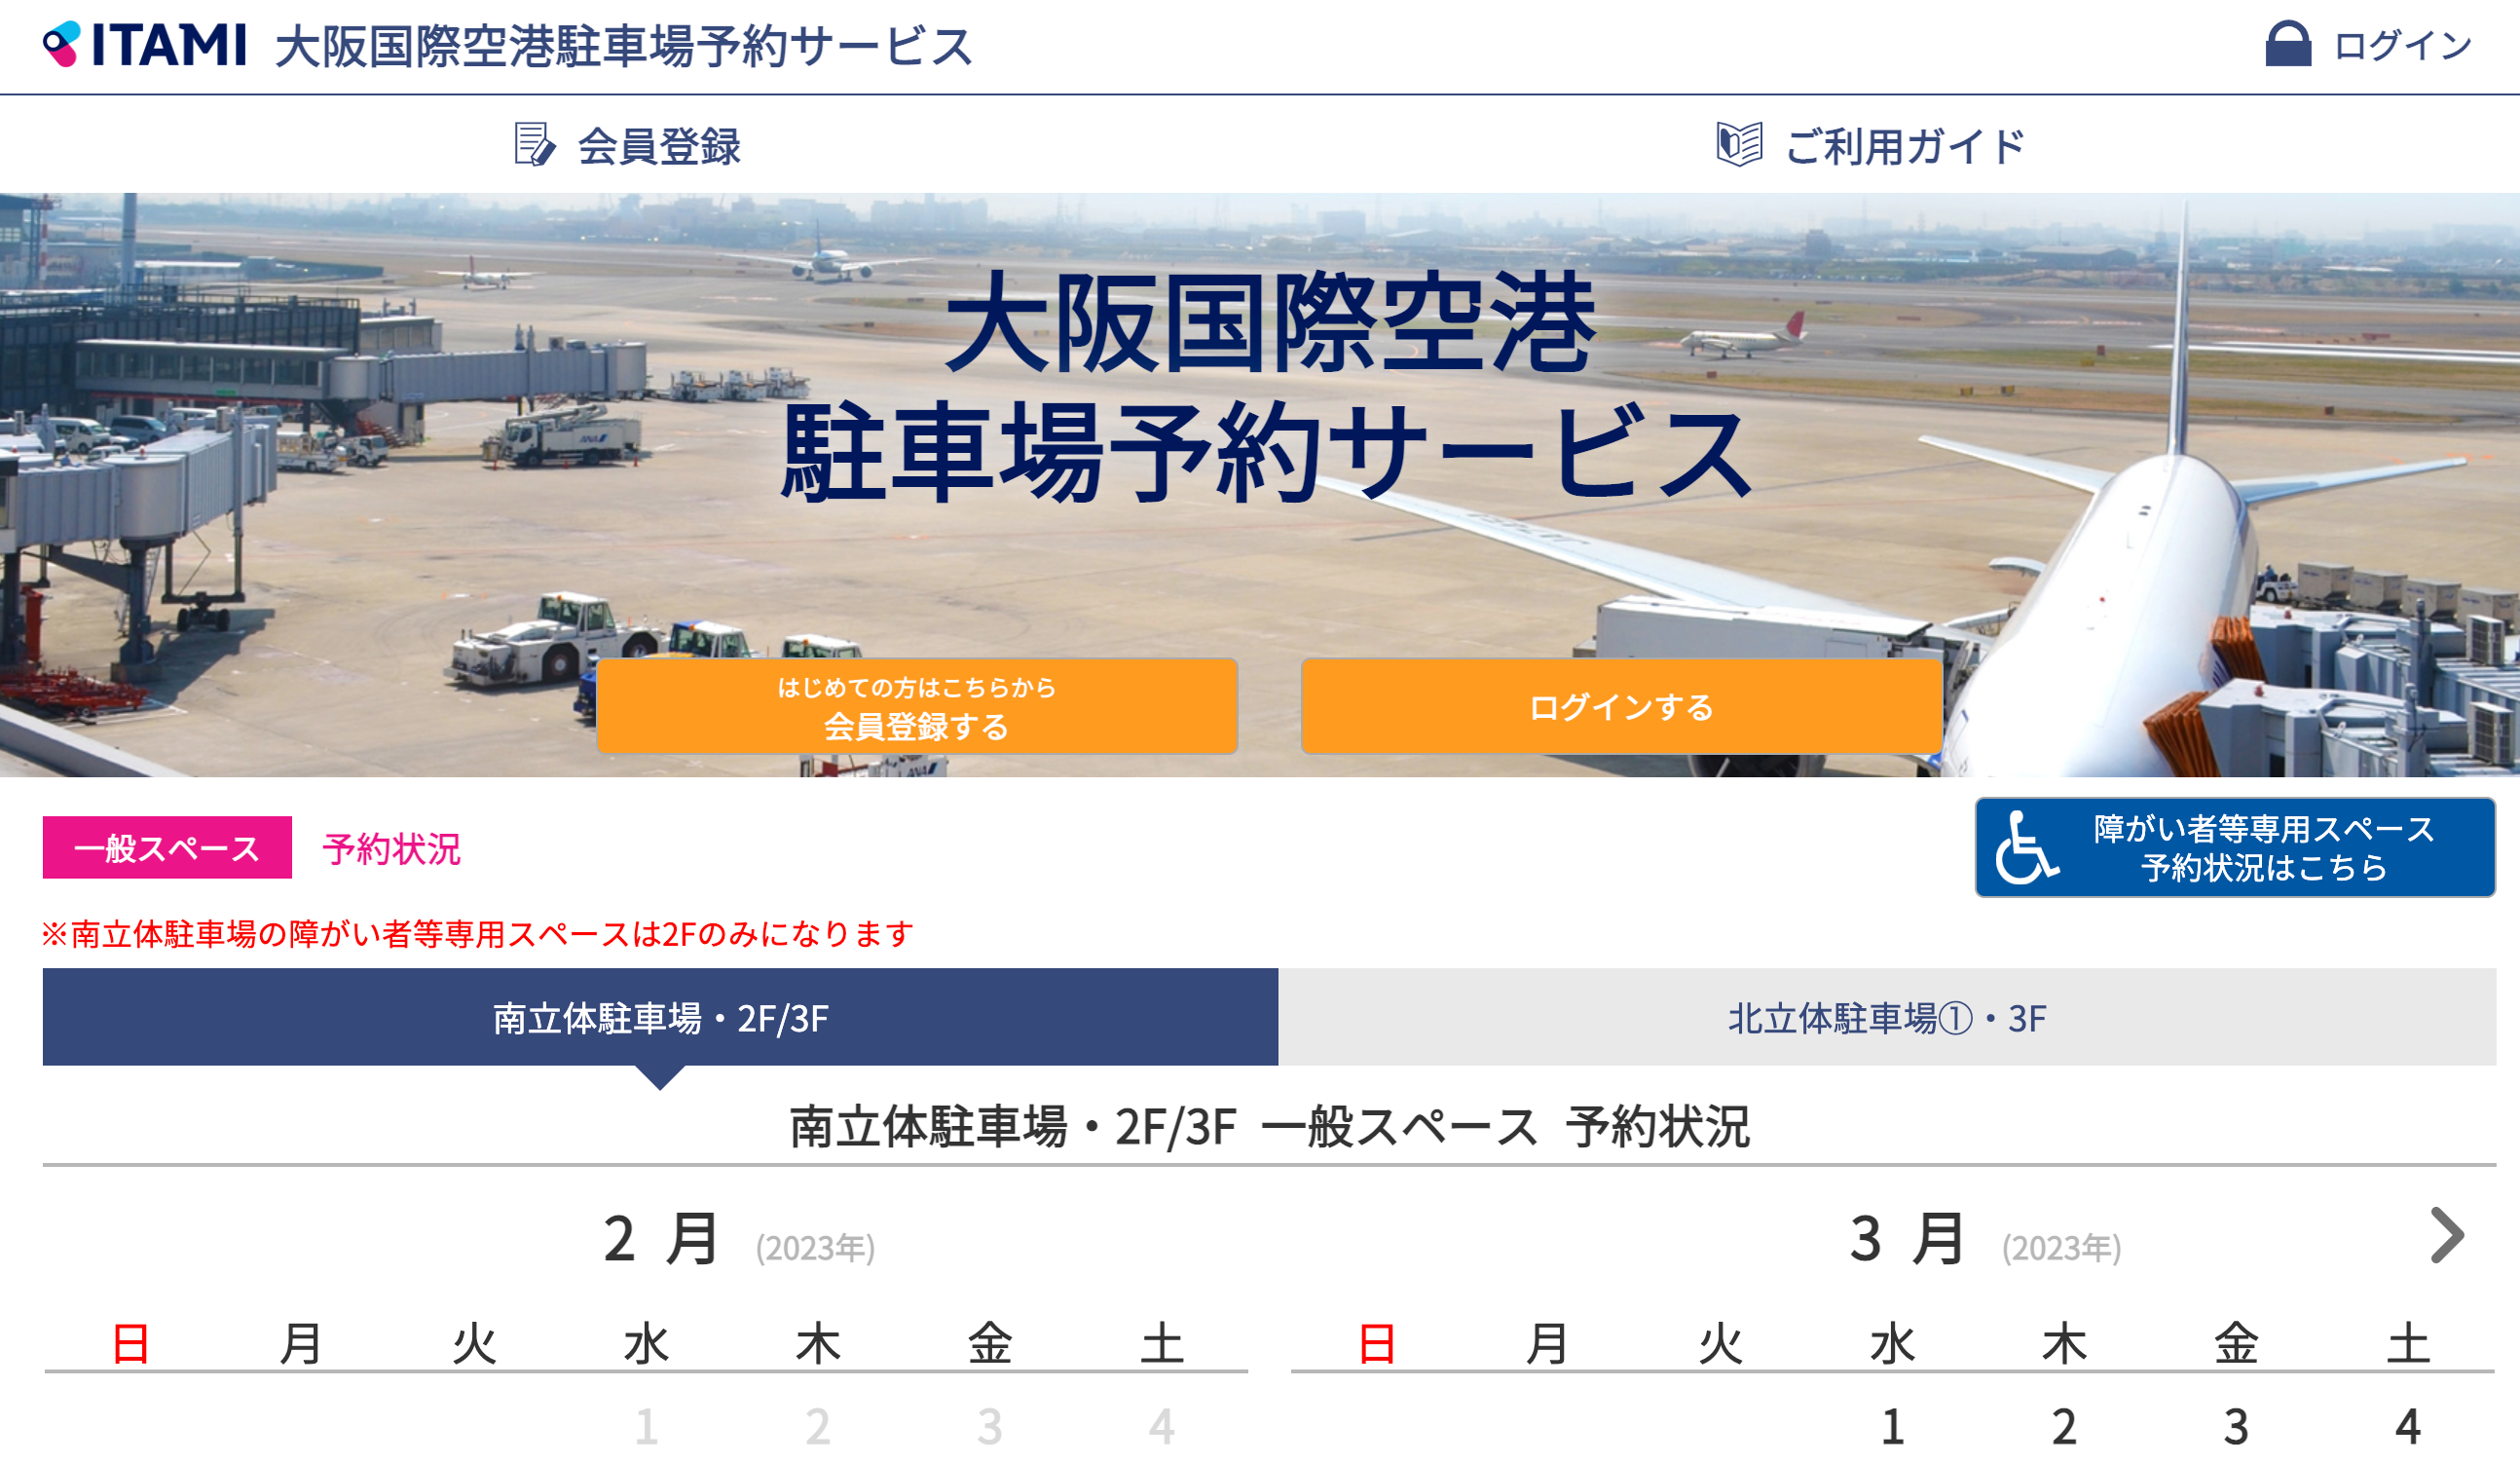 ITAMI 大阪国際空港駐車場予約サービス
ログイン
会員登録
ご利用ガイド
大阪国際空港
駐車場予約サービス
ANA
はじめての方はこちらから
会員登録する
ログインする
ANA
一般スペース 予約状況
障がい者等専用スペース
予約状況はこちら
※南立体駐車場の障がい者等専用スペースは2Fのみになります
南立体駐車場・2F/3F
北立体駐車場①・3F
南立体駐車場・2F/3F 一般スペース 予約状況
2 月 (2023年)
3 月 (2023年)
日 月 火 水 木 金 土
日 月 火 水 木 金 土
1 2 3 4
1 2 3 4